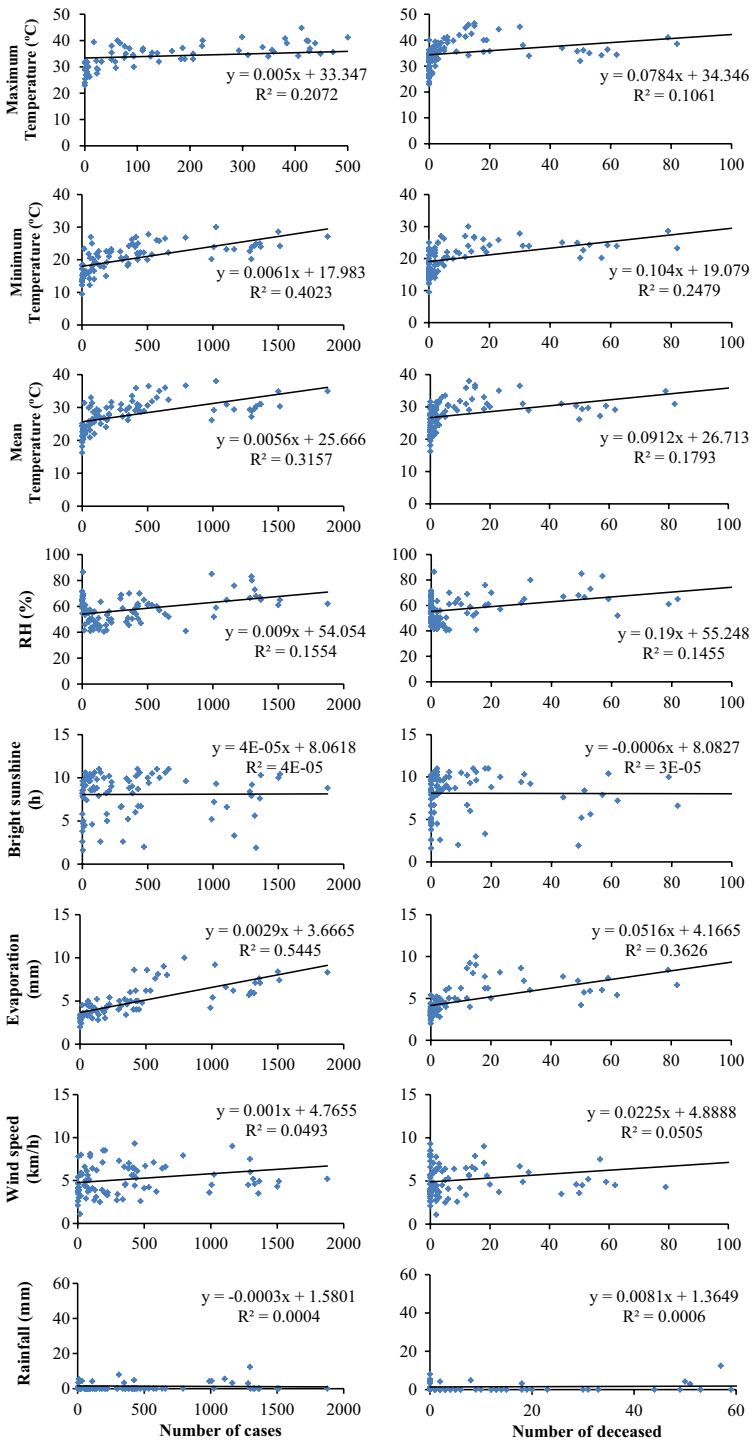 50
40
30
20
10
0
0 100 200 300 400 500
Maximum
Temperature (ºC)
y = 0.005x + 33.347
R² = 0.2072
50
40
30
20
10
0
0 20 40 60 80 100
y = 0.0784x + 34.346
R² = 0.1061
40
30
20
10
0
0 500 1000 1500 2000
Minimum
Temperature (ºC)
y = 0.0061x + 17.983
R² = 0.4023
40
30
20
10
0
0 20 40 60 80 100
y = 0.104x + 19.079
R² = 0.2479
40
30
20
10
0
0 500 1000 1500 2000
Mean
Temperature (ºC)
y = 0.0056x + 25.666
R² = 0.3157
40
30
20
10
0
0 20 40 60 80 100
y = 0.0912x + 26.713
R² = 0.1793
100
80
60
40
20
0
0 500 1000 1500 2000
RH (%)
y = 0.009x + 54.054
R² = 0.1554
100
80
60
40
20
0
0 20 40 60 80 100
y = 0.19x + 55.248
R² = 0.1455
15
10
5
0
0 500 1000 1500 2000
Bright sunshine
(h)
y = 4E-05x + 8.0618
R² = 4E-05
15
10
5
0
0 20 40 60 80 100
y = -0.0006x + 8.0827
R² = 3E-05
15
10
5
0
0 500 1000 1500 2000
Evaporation
(mm)
y = 0.0029x + 3.6665
R² = 0.5445
15
10
5
0
0 20 40 60 80 100
y = 0.0516x + 4.1665
R² = 0.3626
15
10
5
0
0 500 1000 1500 2000
Wind speed
(km/h)
y = 0.001x + 4.7655
R² = 0.0493
15
10
5
0
0 20 40 60 80 100
y = 0.0225x + 4.8888
R² = 0.0505
60
40
20
0
0 500 1000 1500 2000
Rainfall (mm)
y = -0.0003x + 1.5801
R² = 0.0004
Number of cases
60
40
20
0
0 10 20 30 40 50 60
y = 0.0081x + 1.3649
R² = 0.0006
Number of deceased